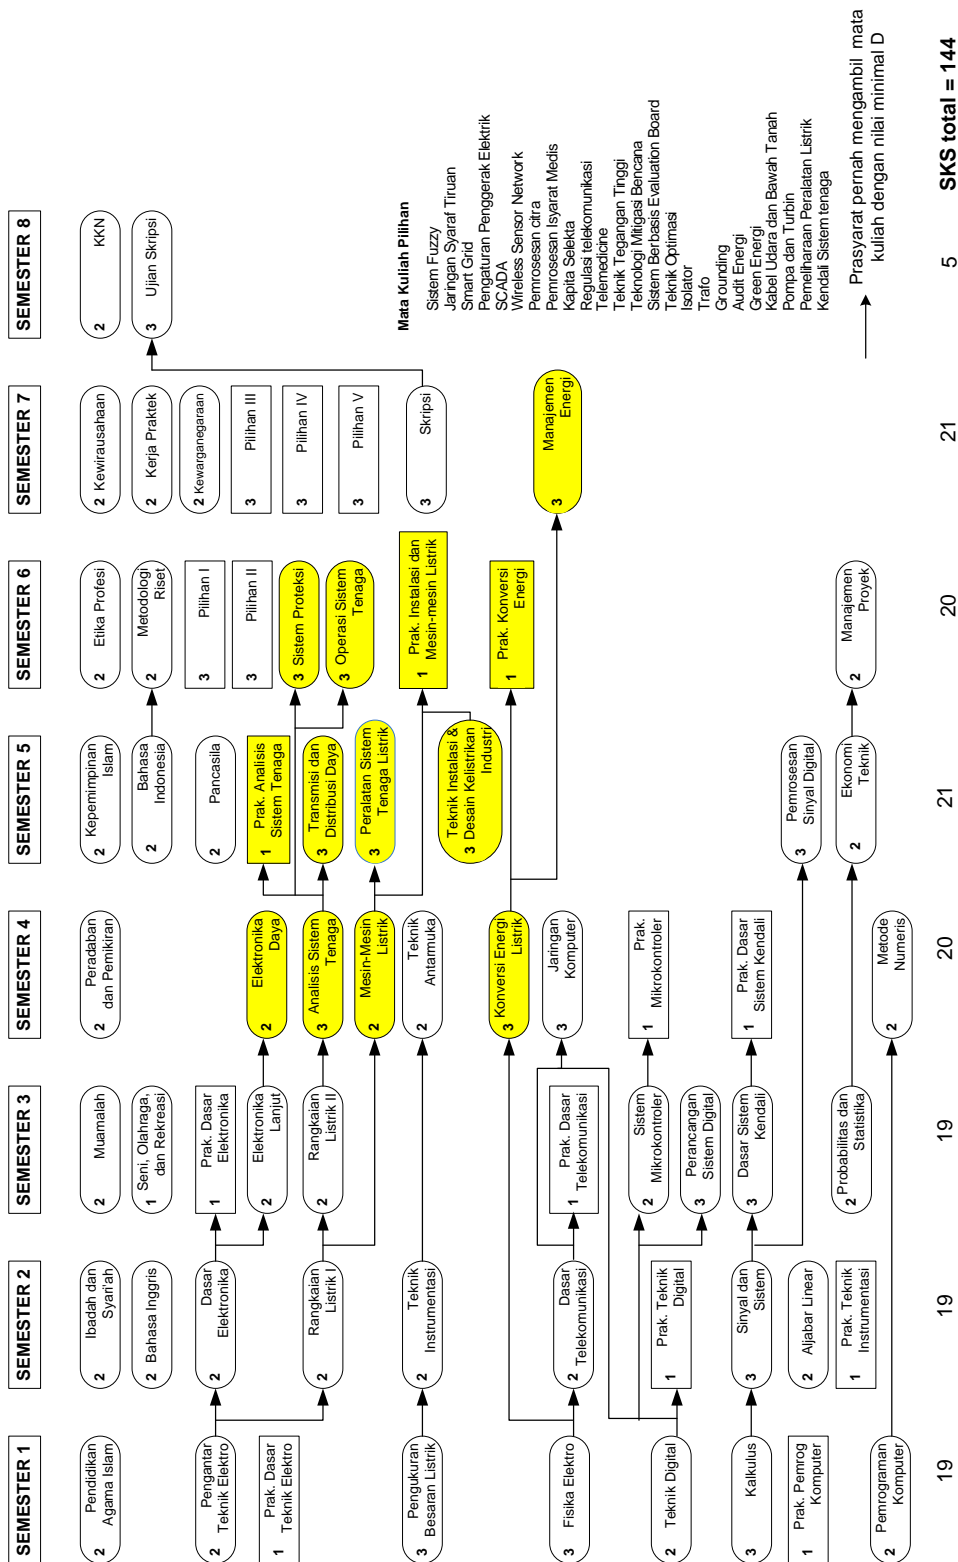 SEMESTER 1
2 Pendidikan
Agama Islam
2 Pengantar
Teknik Elektro
1 Prak. Dasar
Teknik Elektro
3 Pengukuran
Besaran Listrik
3 Fisika Elektro
2 Teknik Digital
3 Kalkulus
1 Prak. Pemrog
Komputer
2 Pemrograman
Komputer
19
SEMESTER 2
2 Ibadah dan
Syari'ah
2 Bahasa Inggris
2 Dasar
Elektronika
2 Rangkaian
Listrik I
2 Teknik
Instrumentasi
2 Dasar
Telekomunikasi
1 Prak. Teknik
Digital
3 Sinyal dan
Sistem
2 Aljabar Linear
1 Prak. Teknik
Instrumentasi
19
SEMESTER 3
2 Muamalah
1 Seni, Olahraga,
dan Rekreasi
1 Prak. Dasar
Elektronika
2 Elektronika
Lanjut
2 Rangkaian
Listrik II
1 Prak. Dasar
Telekomunikasi
2 Sistem
Mikrokontroler
3 Perancangan
Sistem Digital
3 Dasar Sistem
Kendali
2 Probabilitas dan
Statistika
19
SEMESTER 4
2 Peradaban
dan Pemikiran
2 Elektronika
Daya
3 Analisis Sistem
Tenaga
2 Mesin-Mesin
Listrik
2 Teknik
Antarmuka
3 Konversi Energi
Listrik
3 Jaringan
Komputer
1 Prak.
Mikrokontroler
1 Prak. Dasar
Sistem Kendali
2 Metode
Numeris
20
SEMESTER 5
2 Kepemimpinan
Islam
2 Bahasa
Indonesia
2 Pancasila
1 Prak. Analisis
Sistem Tenaga
3 Transmisi dan
Distribusi Daya
3 Peralatan Sistem
Tenaga Listrik
Teknik Instalasi &
3 Desain Kelistrikan
Industri
3 Pemrosesan
Sinyal Digital
2 Ekonomi
Teknik
21
SEMESTER 6
2 Etika Profesi
2 Metodologi
Riset
3 Pilihan I
3 Pilihan II
3 Sistem Proteksi
3 Operasi Sistem
Tenaga
1 Prak. Instalasi dan
Mesin-mesin Listrik
1 Prak. Konversi
Energi
2 Manajemen
Proyek
20
SEMESTER 7
2 Kewirausahaan
2 Kerja Praktek
2 Kewarganegaraan
3 Pilihan III
3 Pilihan IV
3 Pilihan V
3 Skripsi
3 Manajemen
Energi
21
SEMESTER 8
2 KKN
3 Ujian Skripsi
5
Mata Kuliah Pilihan
Sistem Fuzzy
Jaringan Syaraf Tiruan
Smart Grid
Pengaturan Penggerak Elektrik
SCADA
Wireless Sensor Network
Pemrosesan citra
Pemrosesan Isyarat Medis
Kapita Selekta
Regulasi telekomunikasi
Telemedicine
Teknik Tegangan Tinggi
Teknologi Mitigasi Bencana
Sistem Berbasis Evaluation Board
Teknik Optimasi
Isolator
Trafo
Grounding
Audit Energi
Green Energi
Kabel Udara dan Bawah Tanah
Pompa dan Turbin
Pemeliharaan Peralatan Listrik
Kendali Sistem tenaga
Prasyarat pernah mengambil mata
kuliah dengan nilai minimal D
SKS total = 144